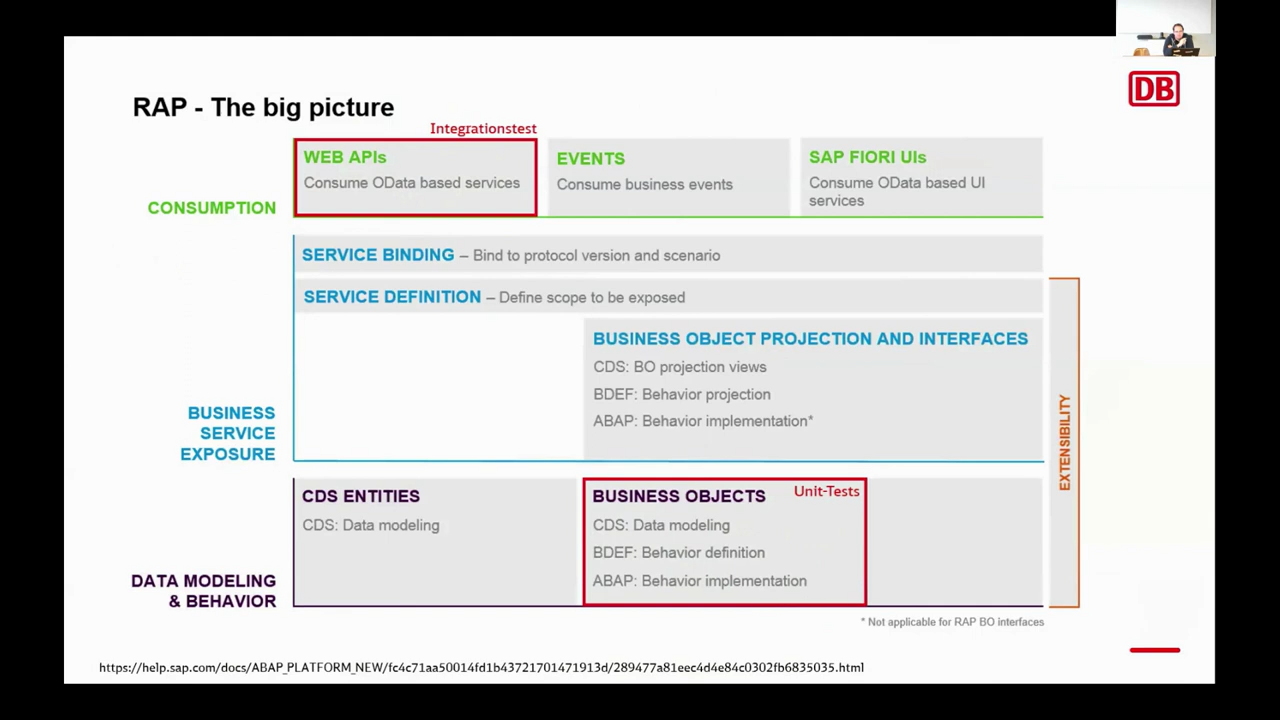 DB
RAP - The big picture
Integrationstest
WEB APIs
Consume OData based services
EVENTS
Consume business events
SAP FIORI UIs
Consume OData based UI
services
CONSUMPTION
SERVICE BINDING – Bind to protocol version and scenario
SERVICE DEFINITION – Define scope to be exposed
BUSINESS OBJECT PROJECTION AND INTERFACES
CDS: BO projection views
BDEF: Behavior projection
ABAP: Behavior implementation*
BUSINESS
SERVICE
EXPOSURE
EXTENSIBILITY
CDS ENTITIES
CDS: Data modeling
BUSINESS OBJECTS
Unit-Tests
CDS: Data modeling
BDEF: Behavior definition
ABAP: Behavior implementation
DATA MODELING
& BEHAVIOR
* Not applicable for RAP BO interfaces
https://help.sap.com/docs/ABAP_PLATFORM_NEW/fc4c71aa50014fd1b43721701471913d/289477a81eec4d4e84c0302fb6835035.html